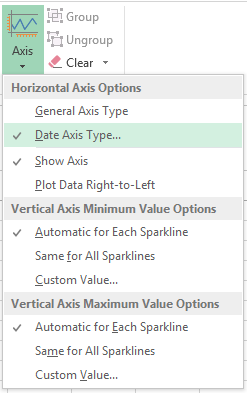 Axis
Group
Ungroup
Clear
Horizontal Axis Options
General Axis Type
Date Axis Type...
Show Axis
Plot Data Right-to-Left
Vertical Axis Minimum Value Options
Automatic for Each Sparkline
Same for All Sparklines
Custom Value...
Vertical Axis Maximum Value Options
Automatic for Each Sparkline
Same for All Sparklines
Custom Value...